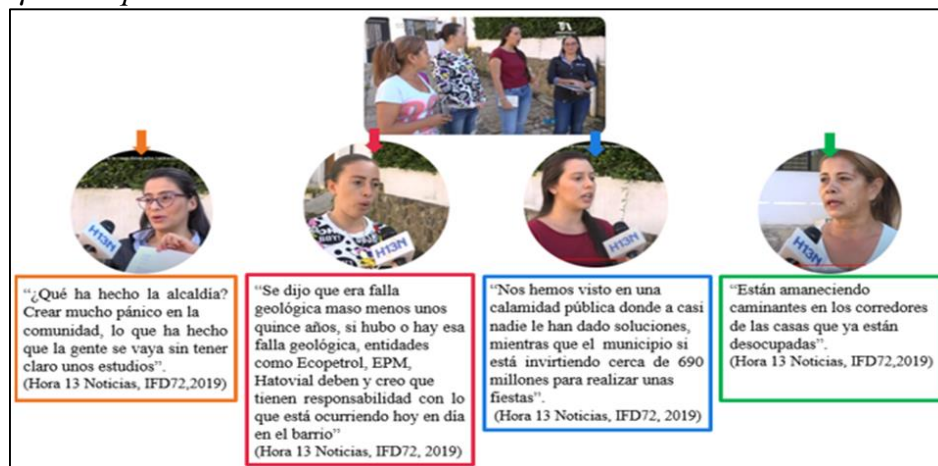 H13N
H13N
H13N
H13N
“¿Qué ha hecho la alcaldía?
Crear mucho pánico en la
comunidad, lo que ha hecho
que la gente se vaya sin tener
claro unos estudios”.
(Hora 13 Noticias, IFD72,2019)
“Se dijo que era falla
geológica maso menos unos
quince años, si hubo o hay esa
falla geológica, entidades
como Ecopetrol, EPM,
Hatovial deben y creo que
tienen responsabilidad con lo
que está ocurriendo hoy en día
en el barrio”
(Hora 13 Noticias, IFD72, 2019)
“Nos hemos visto en una
calamidad pública donde a casi
nadie le han dado soluciones,
mientras que el municipio si
está invirtiendo cerca de 690
millones para realizar unas
fiestas”.
(Hora 13 Noticias, IFD72, 2019)
“Están amaneciendo
caminantes en los corredores
de las casas que ya están
desocupadas”.
(Hora 13 Noticias, IFD72,2019)